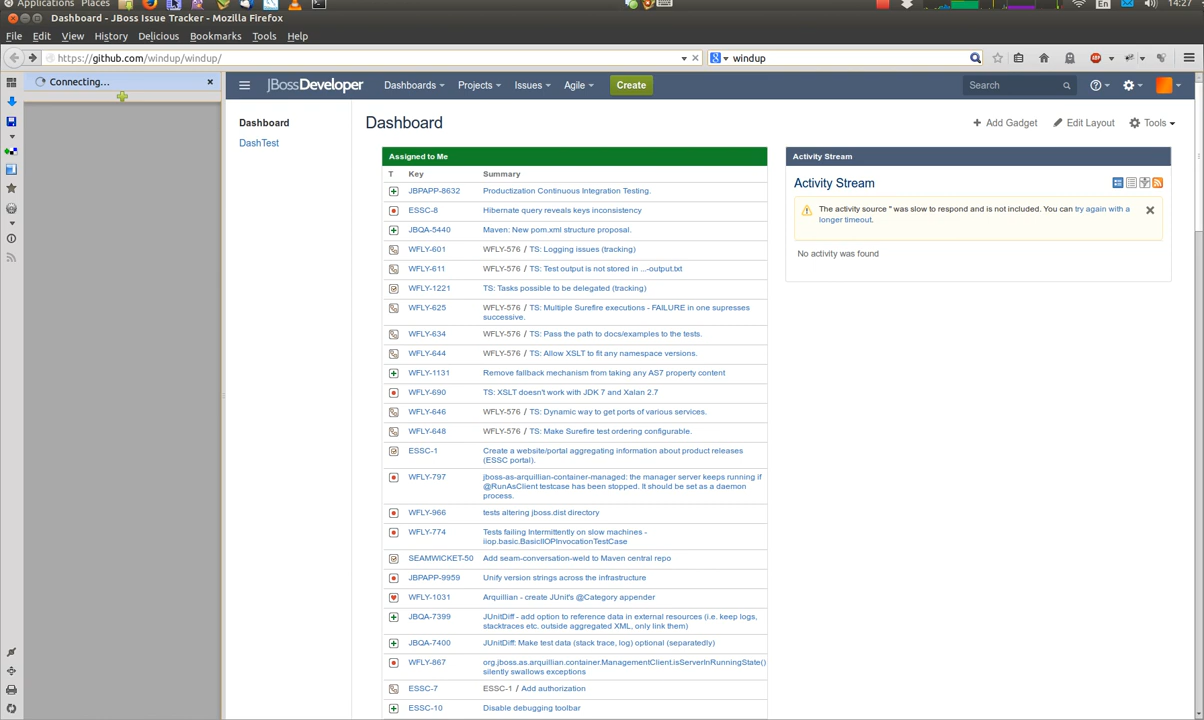 Applications Places En 14:27
Dashboard - JBoss Issue Tracker - Mozilla Firefox
File Edit View History Delicious Bookmarks Tools Help
https://github.com/windup/windup/ windup
Connecting...
JBossDeveloper Dashboards Projects Issues Agile Create Search
Dashboard
DashTest
Dashboard
Add Gadget Edit Layout Tools
Assigned to Me
T Key Summary
JBPAPP-8632 Productization Continuous Integration Testing.
ESSC-8 Hibernate query reveals keys inconsistency
JBQA-5440 Maven: New pom.xml structure proposal.
WFLY-601 WFLY-576 / TS: Logging issues (tracking)
WFLY-611 WFLY-576 / TS: Test output is not stored in ...-output.txt
WFLY-1221 TS: Tasks possible to be delegated (tracking)
WFLY-625 WFLY-576 / TS: Multiple Surefire executions - FAILURE in one supresses
successive.
WFLY-634 WFLY-576 / TS: Pass the path to docs/examples to the tests.
WFLY-644 WFLY-576 / TS: Allow XSLT to fit any namespace versions.
WFLY-1131 Remove fallback mechanism from taking any AS7 property content
WFLY-690 TS: XSLT doesn't work with JDK 7 and Xalan 2.7
WFLY-646 WFLY-576 / TS: Dynamic way to get ports of various services.
WFLY-648 WFLY-576 / TS: Make Surefire test ordering configurable.
ESSC-1 Create a website/portal aggregating information about product releases
(ESSC portal).
WFLY-797 jboss-as-arquillian-container-managed: the manager server keeps running if
@RunAsClient testcase has been stopped. It should be set as a daemon
process.
WFLY-966 tests altering jboss.dist directory
WFLY-774 Tests failing Intermittently on slow machines -
iiop.basic.BasicIIOPInvocationTestCase
SEAMWICKET-50 Add seam-conversation-weld to Maven central repo
JBPAPP-9959 Unify version strings across the infrastructure
WFLY-1031 Arquillian - create JUnit's @Category appender
JBQA-7399 JUnitDiff - add option to reference data in external resources (i.e. keep logs,
stacktraces etc. outside aggregated XML, only link them)
JBQA-7400 JUnitDiff: Make test data (stack trace, log) optional (separatedly)
WFLY-867 org.jboss.as.arquillian.container.ManagementClient.isServerInRunningState()
silently swallows exceptions
ESSC-7 ESSC-1 / Add authorization
ESSC-10 Disable debugging toolbar
Activity Stream
Activity Stream
The activity source '' was slow to respond and is not included. You can try again with a
longer timeout.
No activity was found